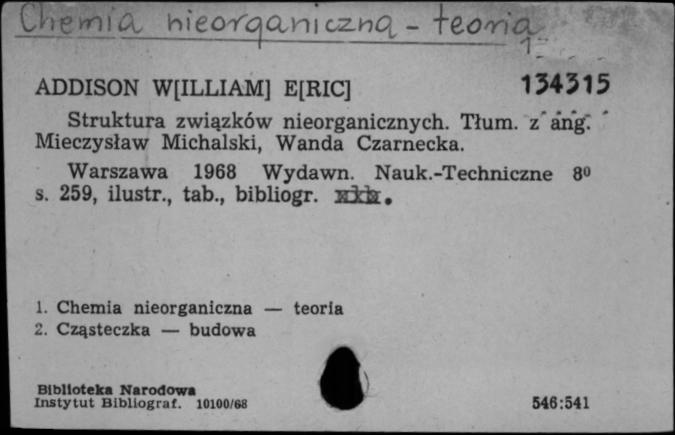 Chemia nieorganiczna - teoria
1
ADDISON W[ILLIAM] E[RIC] 134315
Struktura związków nieorganicznych. Tłum. z ang.
Mieczysław Michalski, Wanda Czarnecka.
Warszawa 1968 Wydawn. Nauk.-Techniczne 8⁰
s. 259, ilustr., tab., bibliogr.
1. Chemia nieorganiczna — teoria
2. Cząsteczka — budowa
Biblioteka Narodowa
Instytut Bibliograf. 10100/68 546:541